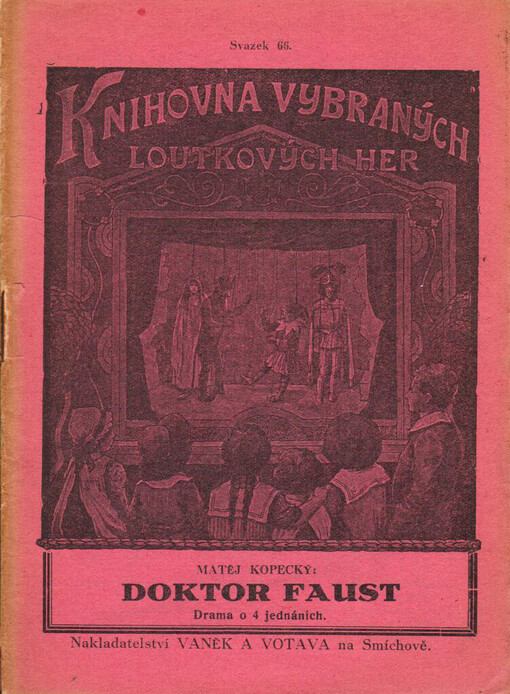 Svazek 66.
KNIHOVNA VYBRANÝCH
LOUTKOVÝCH HER
MATĚJ KOPECKÝ:
DOKTOR FAUST
Drama o 4 jednáních.
Nakladatelství VANĚK A VOTAVA na Smíchově.